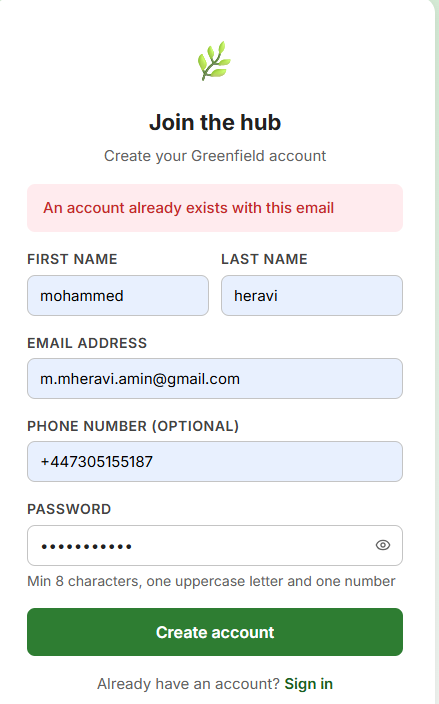 Join the hub
Create your Greenfield account
An account already exists with this email
FIRST NAME
LAST NAME
mohammed
heravi
EMAIL ADDRESS
m.mheravi.amin@gmail.com
PHONE NUMBER (OPTIONAL)
+447305155187
PASSWORD
•••••••••••
Min 8 characters, one uppercase letter and one number
Create account
Already have an account? Sign in